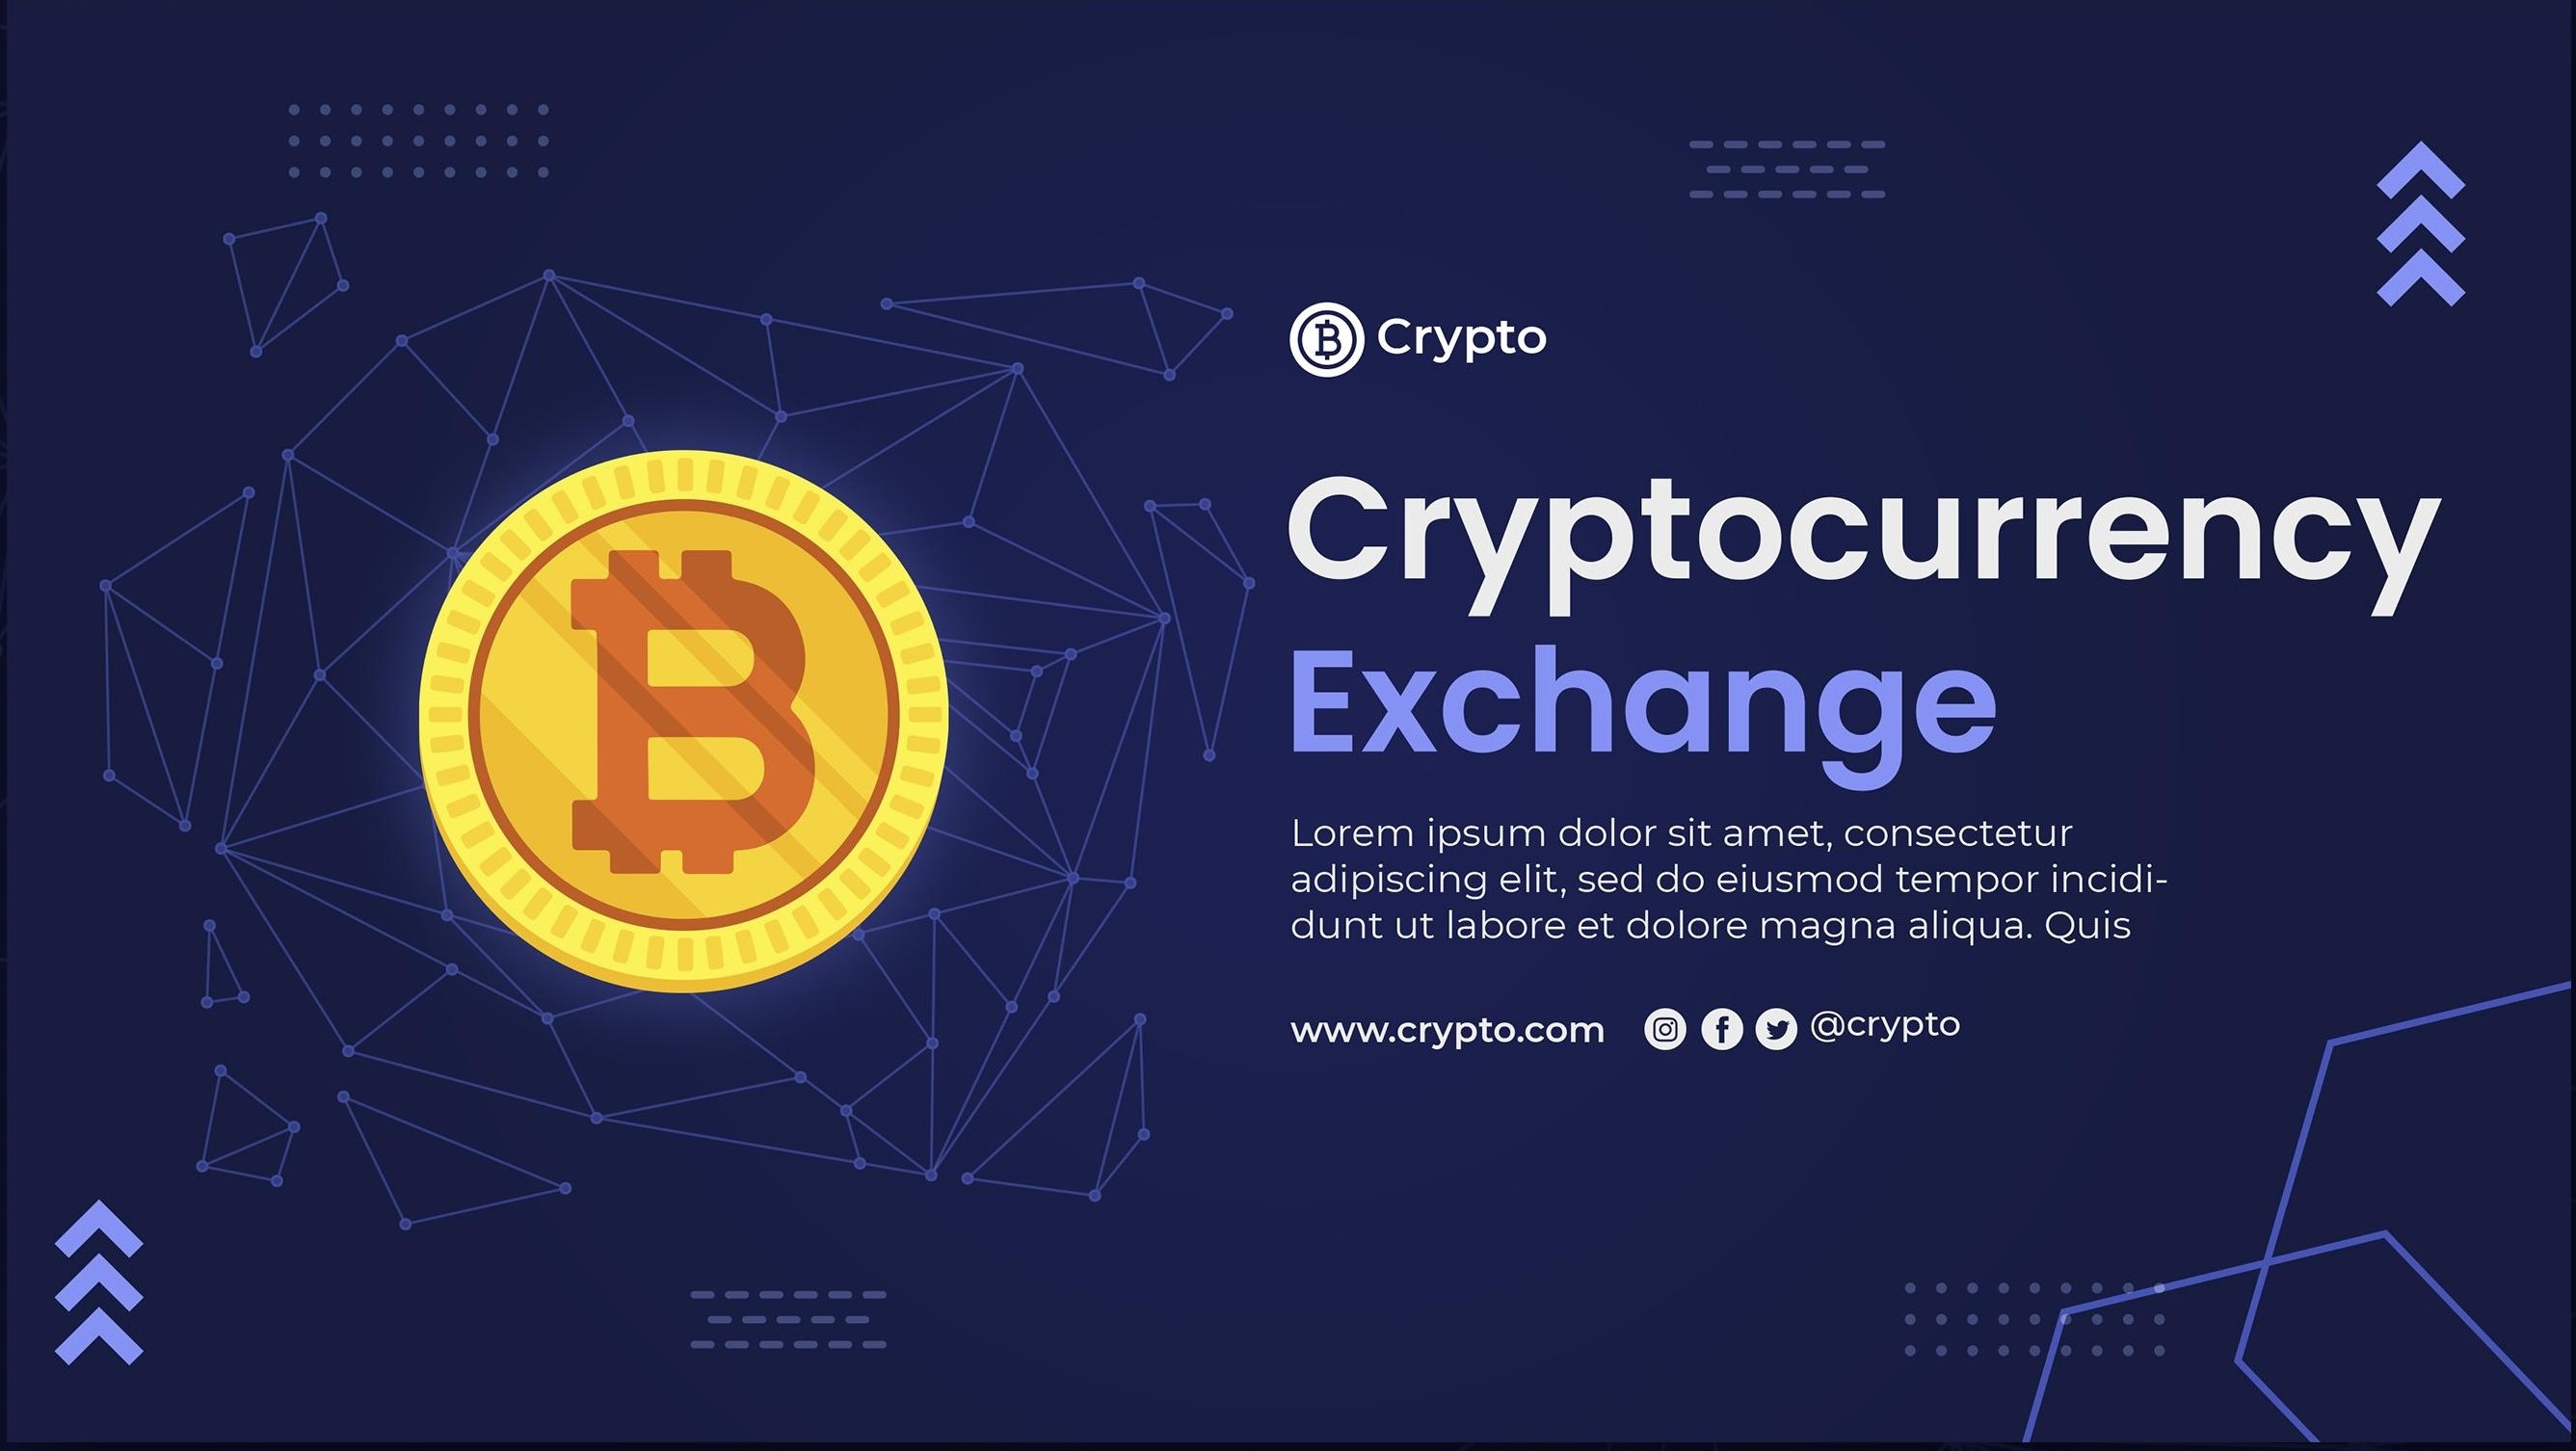 Crypto
Cryptocurrency
Exchange
Lorem ipsum dolor sit amet, consectetur
adipiscing elit, sed do eiusmod tempor incidi-
dunt ut labore et dolore magna aliqua. Quis
www.crypto.com @crypto